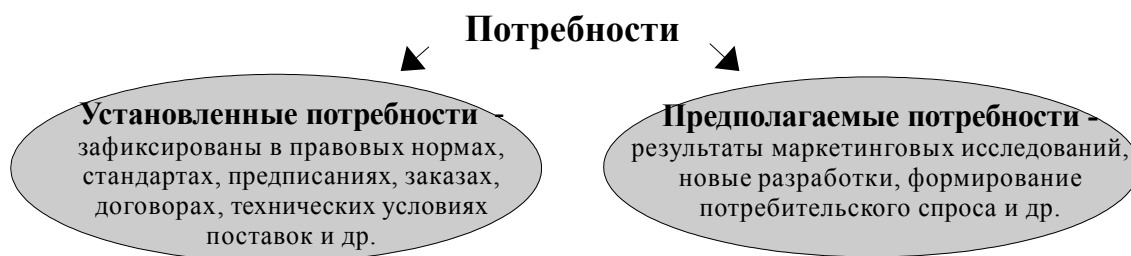 Потребности
Установленные потребности -
зафиксированы в правовых нормах,
стандартах, предписаниях, заказах,
договорах, технических условиях
поставок и др.
Предполагаемые потребности -
результаты маркетинговых исследований,
новые разработки, формирование
потребительского спроса и др.